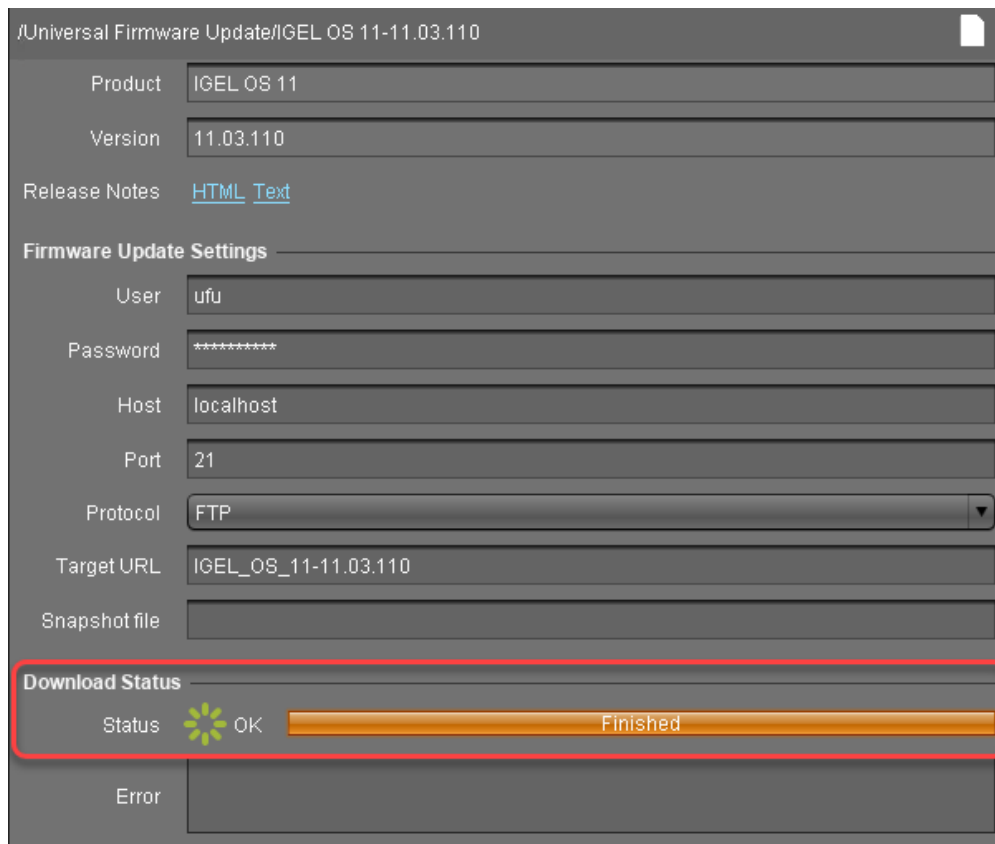 /Universal Firmware Update/IGEL OS 11-11.03.110
Product IGEL OS 11
Version 11.03.110
Release Notes HTML Text
Firmware Update Settings
User ufu
Password **********
Host localhost
Port 21
Protocol FTP
Target URL IGEL_OS_11-11.03.110
Snapshot file
Download Status
Status OK Finished
Error